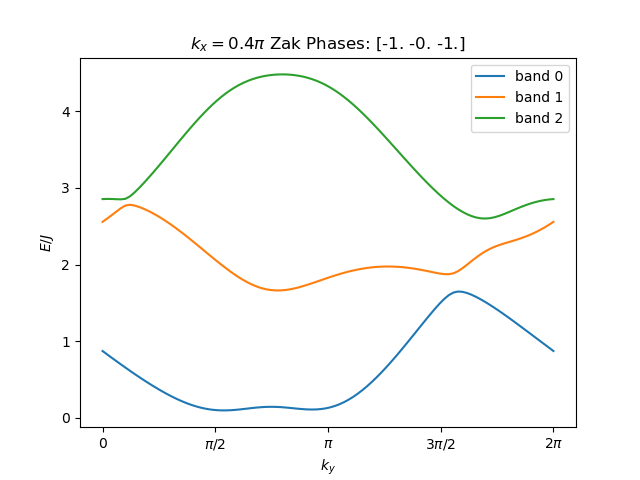 $k_x = 0.4\pi$ Zak Phases: [-1. -0. -1.]
band 0
band 1
band 2
E/J
4
3
2
1
0
0
π/2
π
3π/2
2π
$k_y$